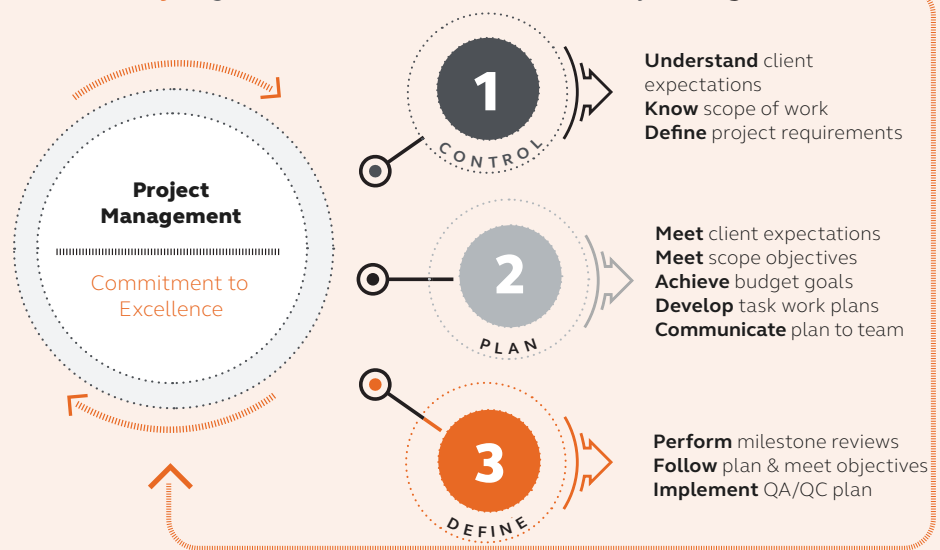 Project
Management
Commitment to
Excellence
1
CONTROL
Understand client
expectations
Know scope of work
Define project requirements
2
PLAN
Meet client expectations
Meet scope objectives
Achieve budget goals
Develop task work plans
Communicate plan to team
3
DEFINE
Perform milestone reviews
Follow plan & meet objectives
Implement QA/QC plan